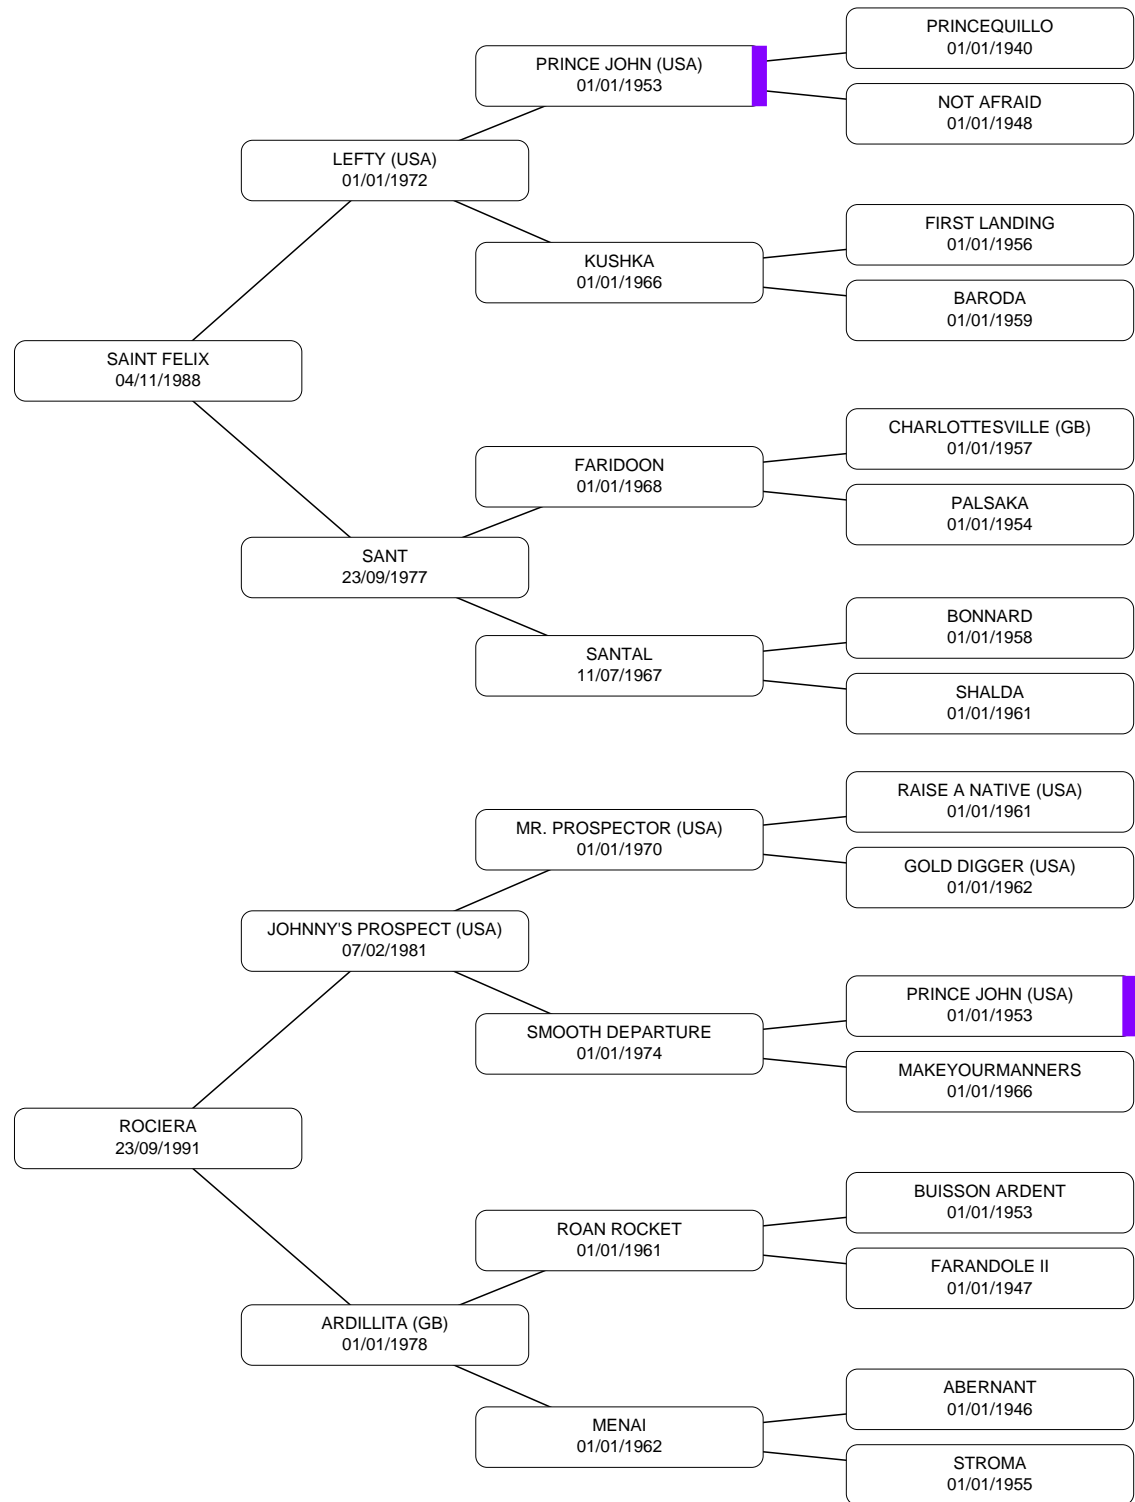 PRINCEQUILLO
01/01/1940
PRINCE JOHN (USA)
01/01/1953
NOT AFRAID
01/01/1948
LEFTY (USA)
01/01/1972
FIRST LANDING
01/01/1956
KUSHKA
01/01/1966
BARODA
01/01/1959
SAINT FELIX
04/11/1988
CHARLOTTESVILLE (GB)
01/01/1957
FARIDOON
01/01/1968
PALSAKA
01/01/1954
SANT
23/09/1977
BONNARD
01/01/1958
SANTAL
11/07/1967
SHALDA
01/01/1961
RAISE A NATIVE (USA)
01/01/1961
MR. PROSPECTOR (USA)
01/01/1970
GOLD DIGGER (USA)
01/01/1962
JOHNNY'S PROSPECT (USA)
07/02/1981
PRINCE JOHN (USA)
01/01/1953
SMOOTH DEPARTURE
01/01/1974
MAKEYOURMANNERS
01/01/1966
ROCIERA
23/09/1991
BUISSON ARDENT
01/01/1953
ROAN ROCKET
01/01/1961
FARANDOLE II
01/01/1947
ARDILLITA (GB)
01/01/1978
ABERNANT
01/01/1946
MENAI
01/01/1962
STROMA
01/01/1955